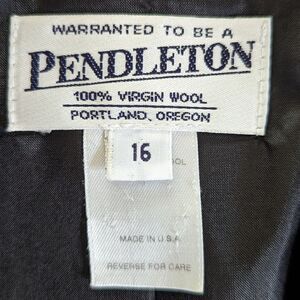 WARRANTED TO BE A
PENDLETON
100% VIRGIN WOOL
PORTLAND, OREGON
16
MADE IN U.S.A.
REVERSE FOR CARE